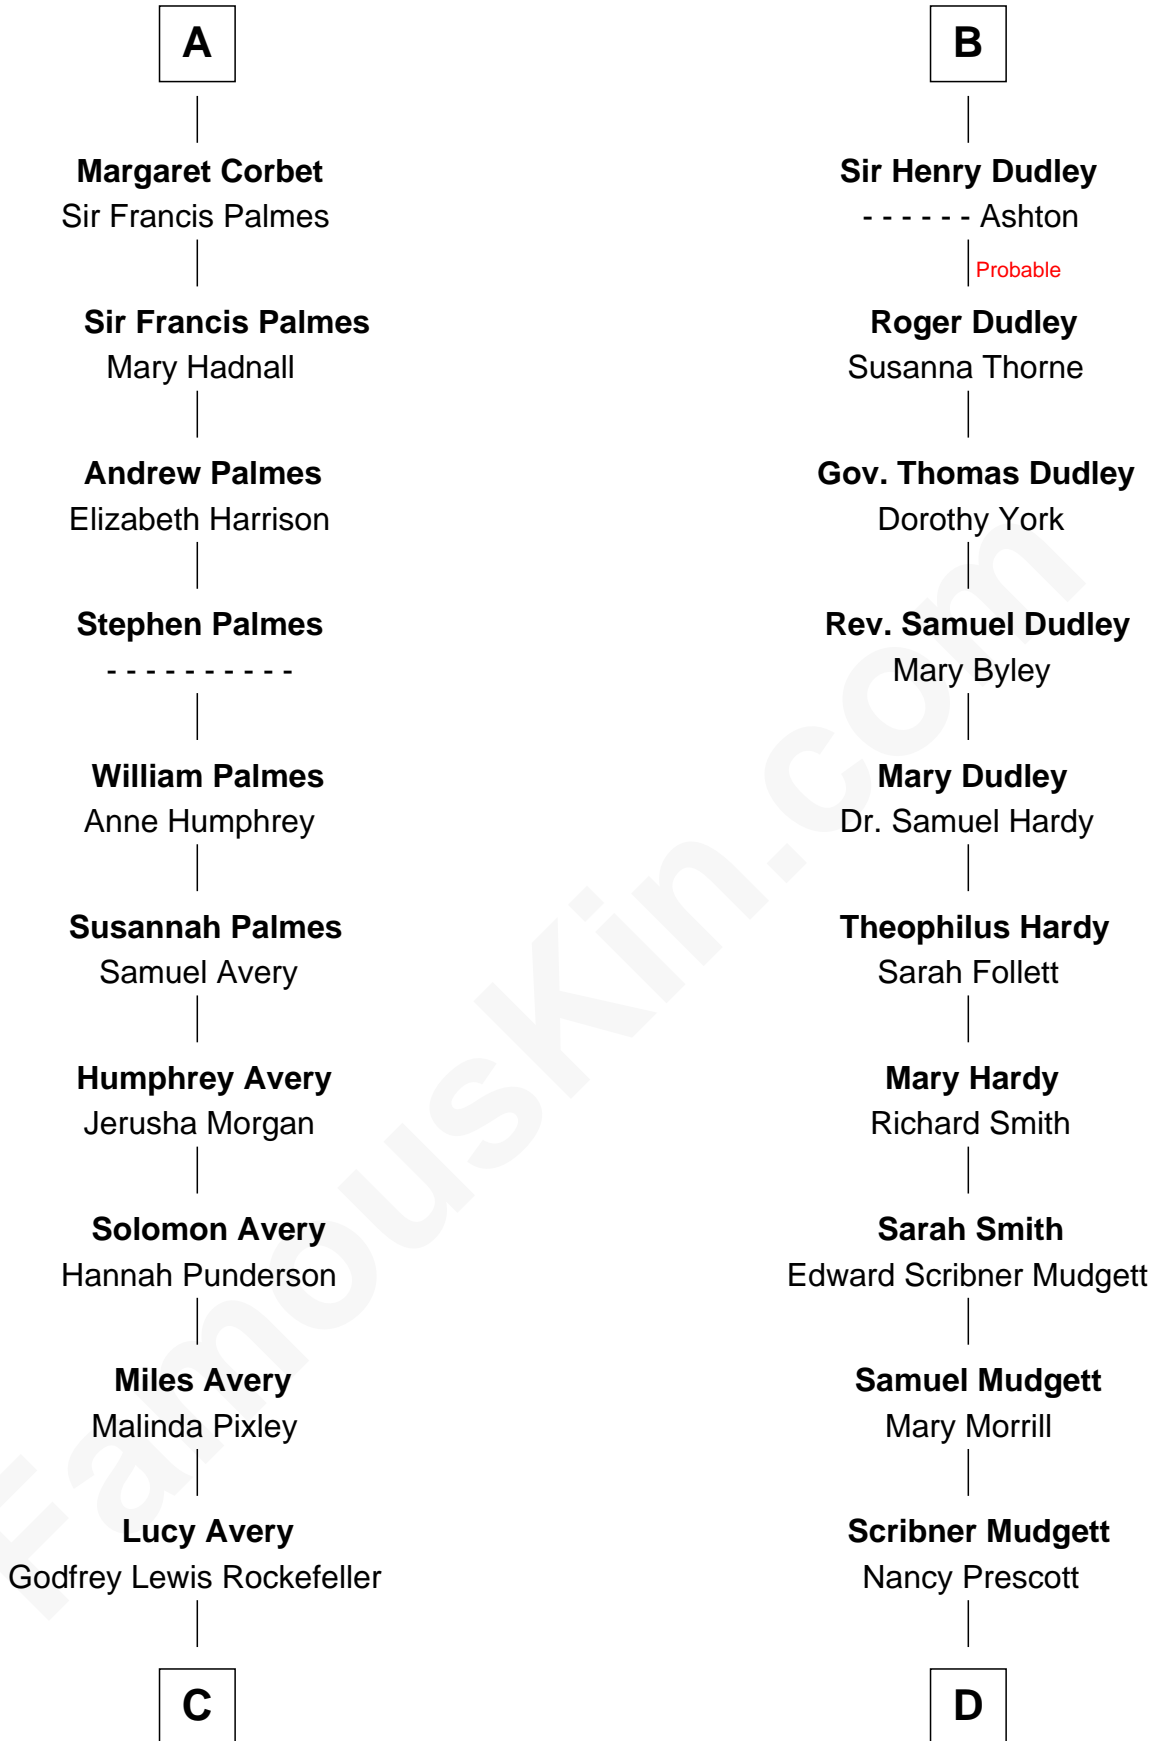 A
Margaret Corbet
Sir Francis Palmes
Sir Francis Palmes
Mary Hadnall
Andrew Palmes
Elizabeth Harrison
Stephen Palmes
- - - - - - - - - -
William Palmes
Anne Humphrey
Susannah Palmes
Samuel Avery
Humphrey Avery
Jerusha Morgan
Solomon Avery
Hannah Punderson
Miles Avery
Malinda Pixley
Lucy Avery
Godfrey Lewis Rockefeller
C
B
Sir Henry Dudley
- - - - - - Ashton
Probable
Roger Dudley
Susanna Thorne
Gov. Thomas Dudley
Dorothy York
Rev. Samuel Dudley
Mary Byley
Mary Dudley
Dr. Samuel Hardy
Theophilus Hardy
Sarah Follett
Mary Hardy
Richard Smith
Sarah Smith
Edward Scribner Mudgett
Samuel Mudgett
Mary Morrill
Scribner Mudgett
Nancy Prescott
D
FamousKin.com